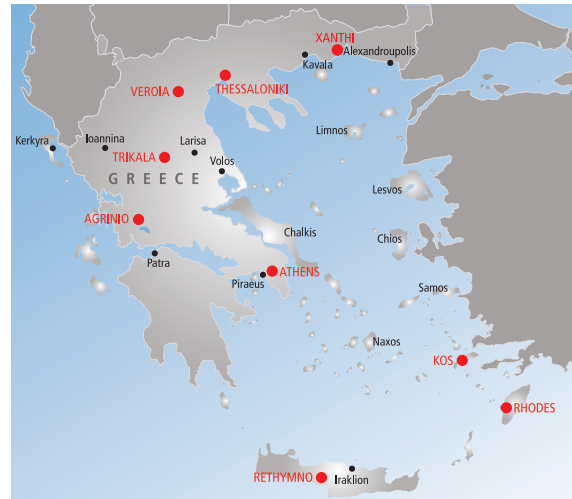 XANTHI
Alexandroupolis
Kavala
VEROÏA
THESSALONIKI
Limnos
Kerkyra
Ioannina
Larisa
TRIKALA
Volos
GREECE
Lesvos
AGRINIO
Chalkis
Chios
Patra
ATHENS
Piraeus
Samos
Naxos
KOS
RHODES
RETHYMNO
Iraklion